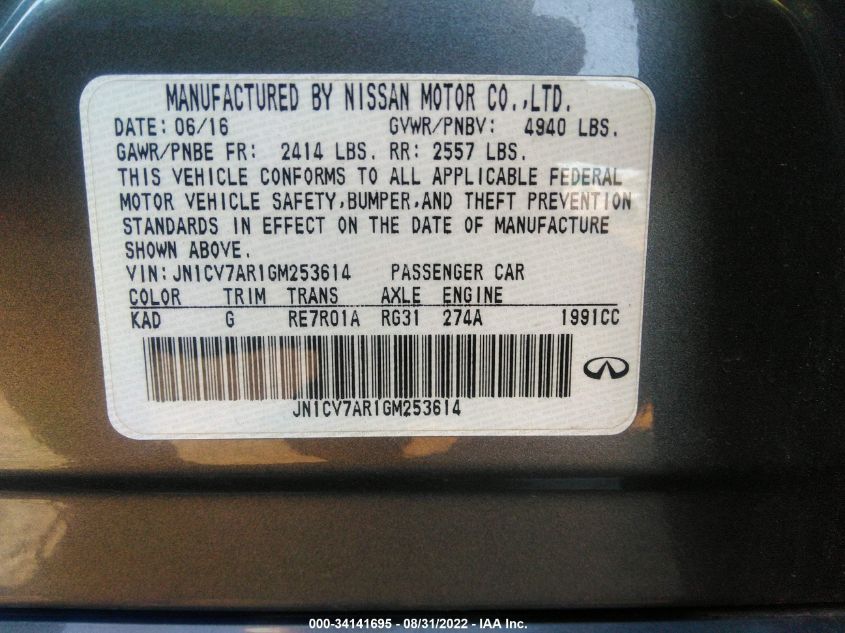 MANUFACTURED BY NISSAN MOTOR CO.,LTD.
DATE: 06/16 GVWR/PNBV: 4940 LBS.
GAWR/PNBE FR: 2414 LBS. RR: 2557 LBS.
THIS VEHICLE CONFORMS TO ALL APPLICABLE FEDERAL
MOTOR VEHICLE SAFETY,BUMPER,AND THEFT PREVENTION
STANDARDS IN EFFECT ON THE DATE OF MANUFACTURE
SHOWN ABOVE.
VIN: JN1CV7AR1GM253614 PASSENGER CAR
COLOR TRIM TRANS AXLE ENGINE
KAD G RE7R01A RG31 274A 1991CC
JN1CV7AR1GM253614
000-34141695 - 08/31/2022 - IAA Inc.